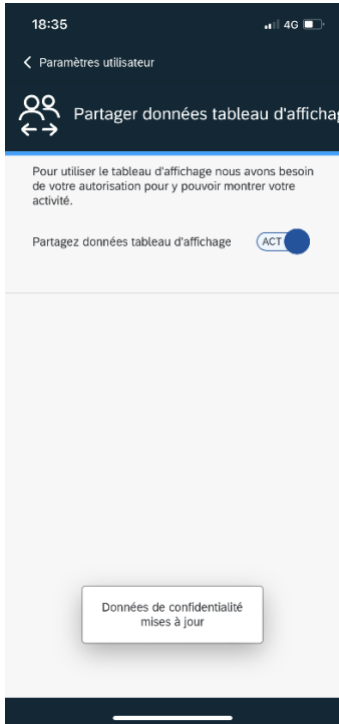 18:35 4G
Paramètres utilisateur
Partager données tableau d'affichag
Pour utiliser le tableau d'affichage nous avons besoin
de votre autorisation pour y pouvoir montrer votre
activité.
Partagez données tableau d'affichage ACT
Données de confidentialité
mises à jour